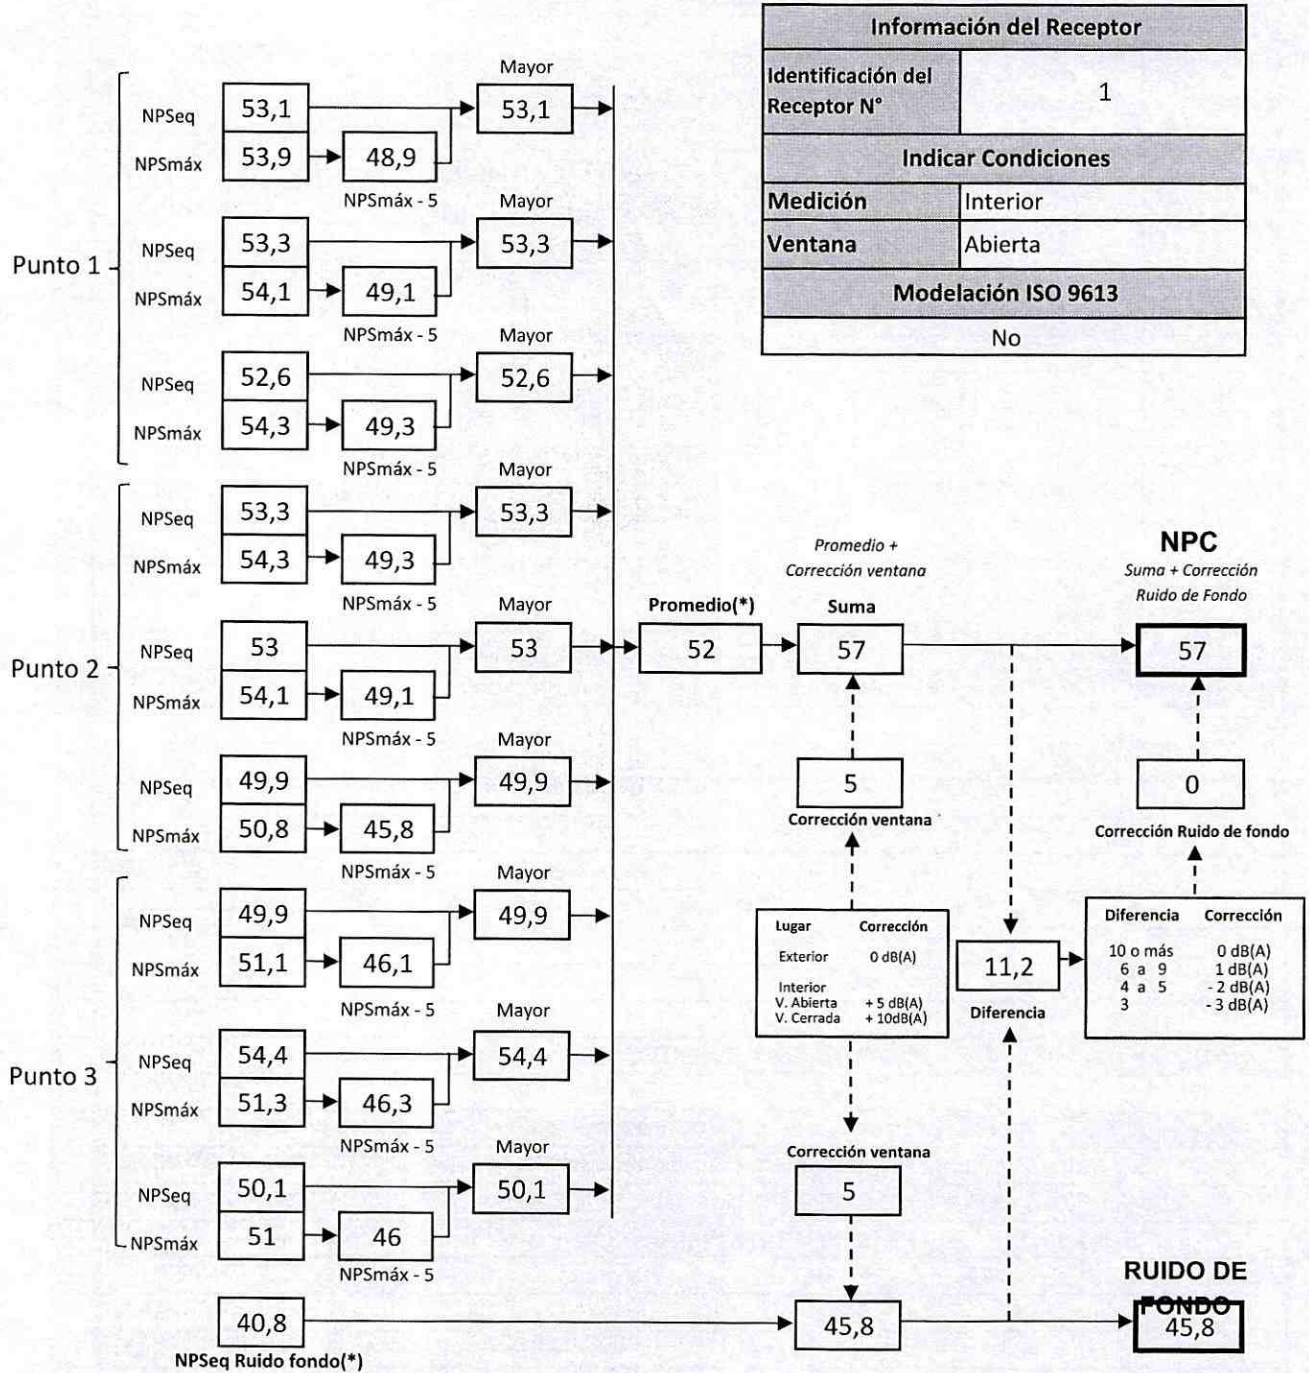 Información del Receptor
Identificación del
Receptor N°
1
Indicar Condiciones
Medición Interior
Ventana Abierta
Modelación ISO 9613
No
Punto 1
Mayor
NPSeq 53,1 53,1
NPSmáx 53,9 48,9
NPSmáx - 5
Mayor
NPSeq 53,3 53,3
NPSmáx 54,1 49,1
NPSmáx - 5
Mayor
NPSeq 52,6 52,6
NPSmáx 54,3 49,3
NPSmáx - 5
Punto 2
Mayor
NPSeq 53,3 53,3
NPSmáx 54,3 49,3
NPSmáx - 5
Mayor
NPSeq 53 53
NPSmáx 54,1 49,1
NPSmáx - 5
Mayor
NPSeq 49,9 49,9
NPSmáx 50,8 45,8
NPSmáx - 5
Punto 3
Mayor
NPSeq 49,9 49,9
NPSmáx 51,1 46,1
NPSmáx - 5
Mayor
NPSeq 54,4 54,4
NPSmáx 51,3 46,3
NPSmáx - 5
Mayor
NPSeq 50,1 50,1
NPSmáx 51 46
NPSmáx - 5
40,8
NPSeq Ruido fondo(*)
Promedio(*)
52
Promedio +
Corrección ventana
Suma
57
5
Corrección ventana
NPC
Suma + Corrección
Ruido de Fondo
57
0
Corrección Ruido de fondo
Lugar Corrección
Exterior 0 dB(A)
Interior
V. Abierta + 5 dB(A)
V. Cerrada + 10dB(A)
11,2
Diferencia
Diferencia Corrección
10 o más 0 dB(A)
6 a 9 1 dB(A)
4 a 5 - 2 dB(A)
3 - 3 dB(A)
Corrección ventana
5
45,8
RUIDO DE
FONDO
45,8